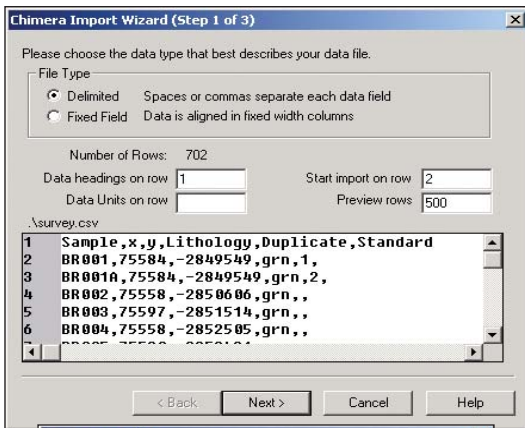 Chimera Import Wizard (Step 1 of 3)
Please choose the data type that best describes your data file.
File Type
Delimited Spaces or commas separate each data field
Fixed Field Data is aligned in fixed width columns
Number of Rows: 702
Data headings on row 1 Start import on row 2
Data Units on row Preview rows 500
.\survey.csv
1 Sample,x,y,Lithology,Duplicate,Standard
2 BR001,75584,-2849549,grn,1,
3 BR001A,75584,-2849549,grn,2,
4 BR002,75558,-2850606,grn,,
5 BR003,75597,-2851514,grn,,
6 BR004,75558,-2852505,grn,,
< Back Next > Cancel Help